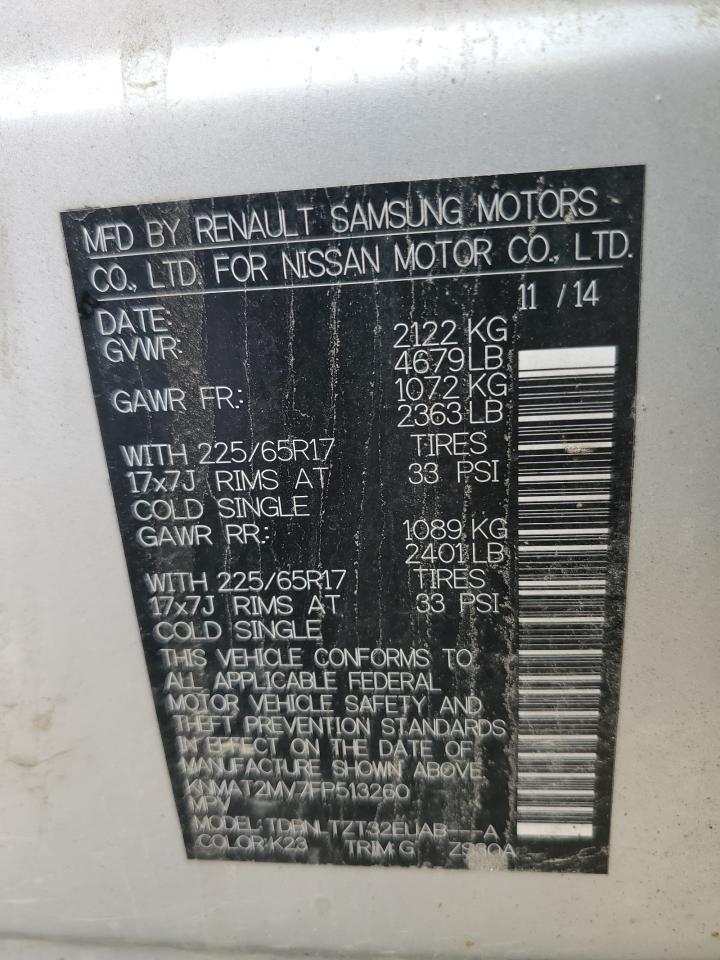 MFD BY RENAULT SAMSUNG MOTORS
CO., LTD. FOR NISSAN MOTOR CO., LTD.
DATE: 11 / 14
GVWR: 2122 KG
4679 LB
GAWR FR.: 1072 KG
2363 LB
WITH 225/65R17 TIRES
17x7J RIMS AT 33 PSI
COLD SINGLE
GAWR RR: 1089 KG
2401 LB
WITH 225/65R17 TIRES
17x7J RIMS AT 33 PSI
COLD SINGLE
THIS VEHICLE CONFORMS TO
ALL APPLICABLE FEDERAL
MOTOR VEHICLE SAFETY AND
THEFT PREVENTION STANDARDS
IN EFFECT ON THE DATE OF
MANUFACTURE SHOWN ABOVE.
KNMAT2MV7FP513260
MPV
MODEL: TDBNLTZT32EUAB---A
COLOR:K23 TRIM:G ZS30A